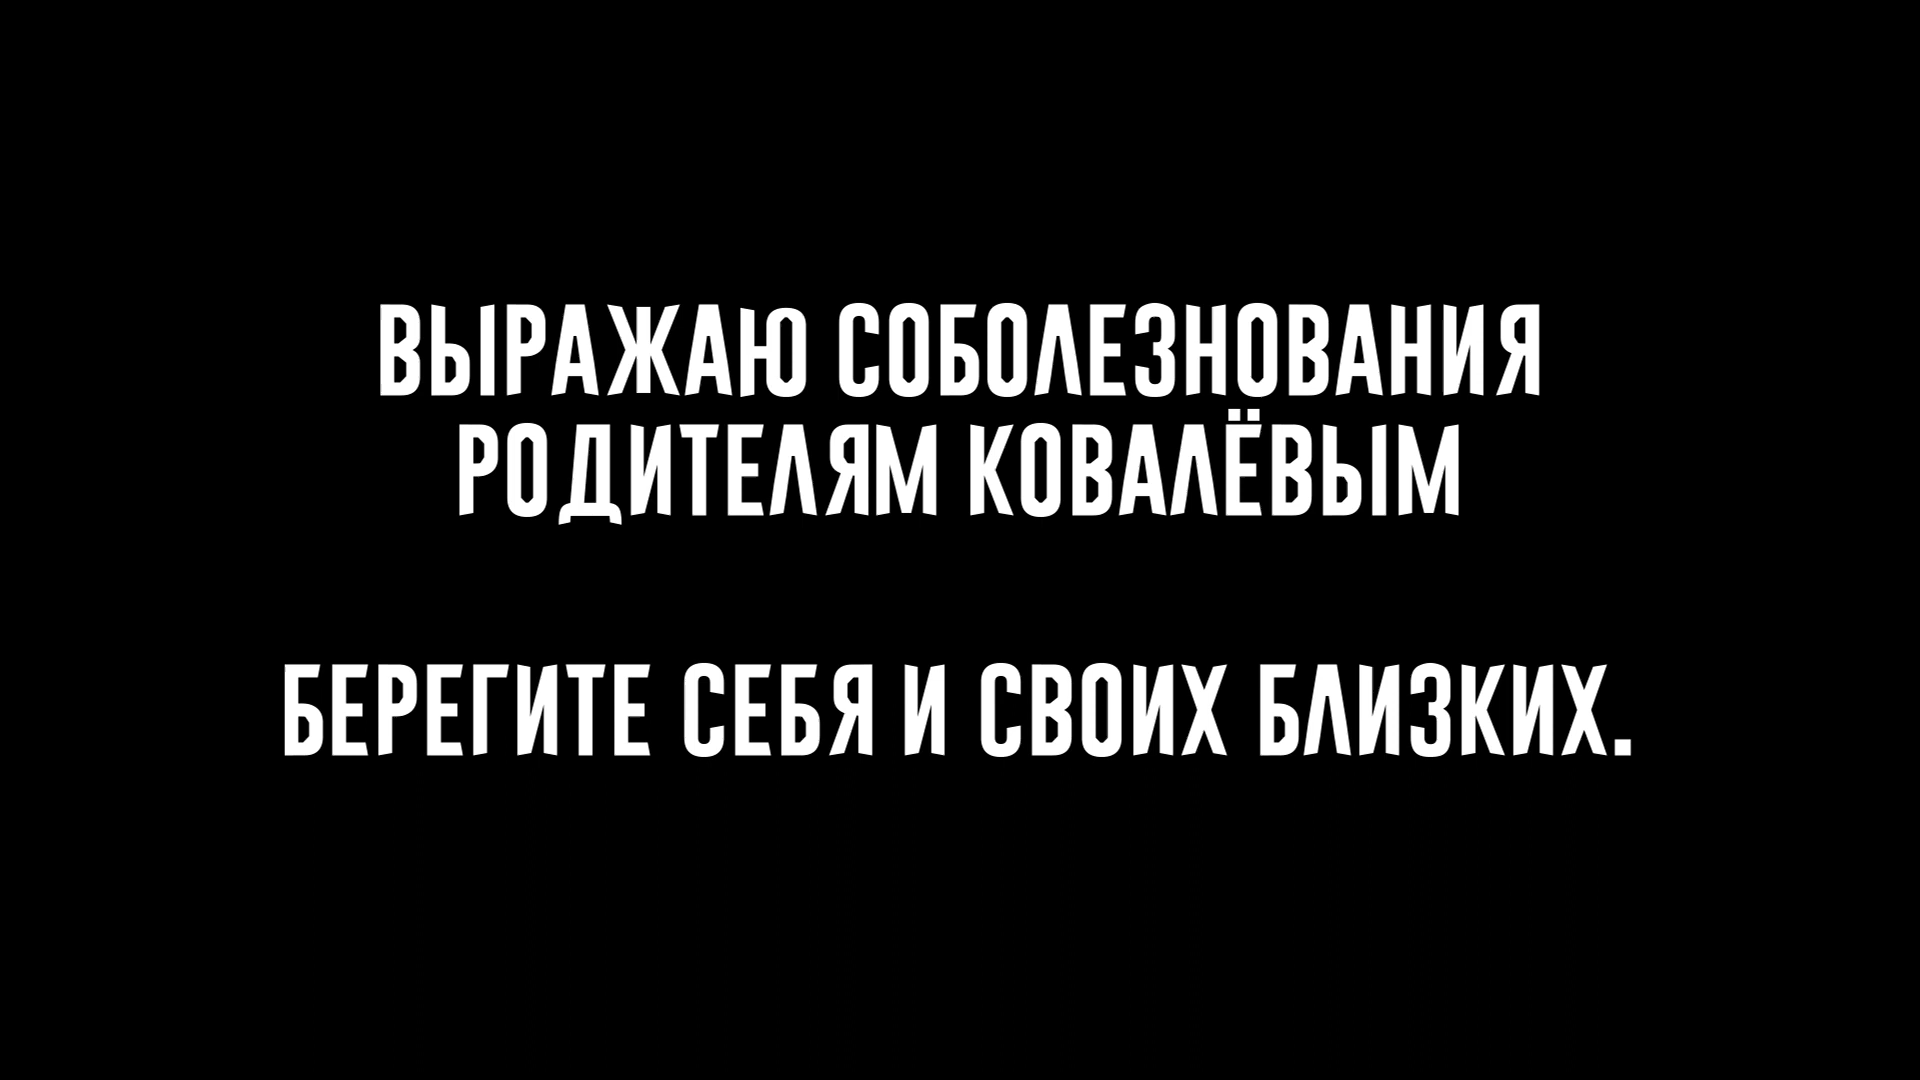 ВЫРАЖАЮ СОБОЛЕЗНОВАНИЯ
РОДИТЕЛЯМ КОВАЛЁВЫМ
БЕРЕГИТЕ СЕБЯ И СВОИХ БЛИЗКИХ.